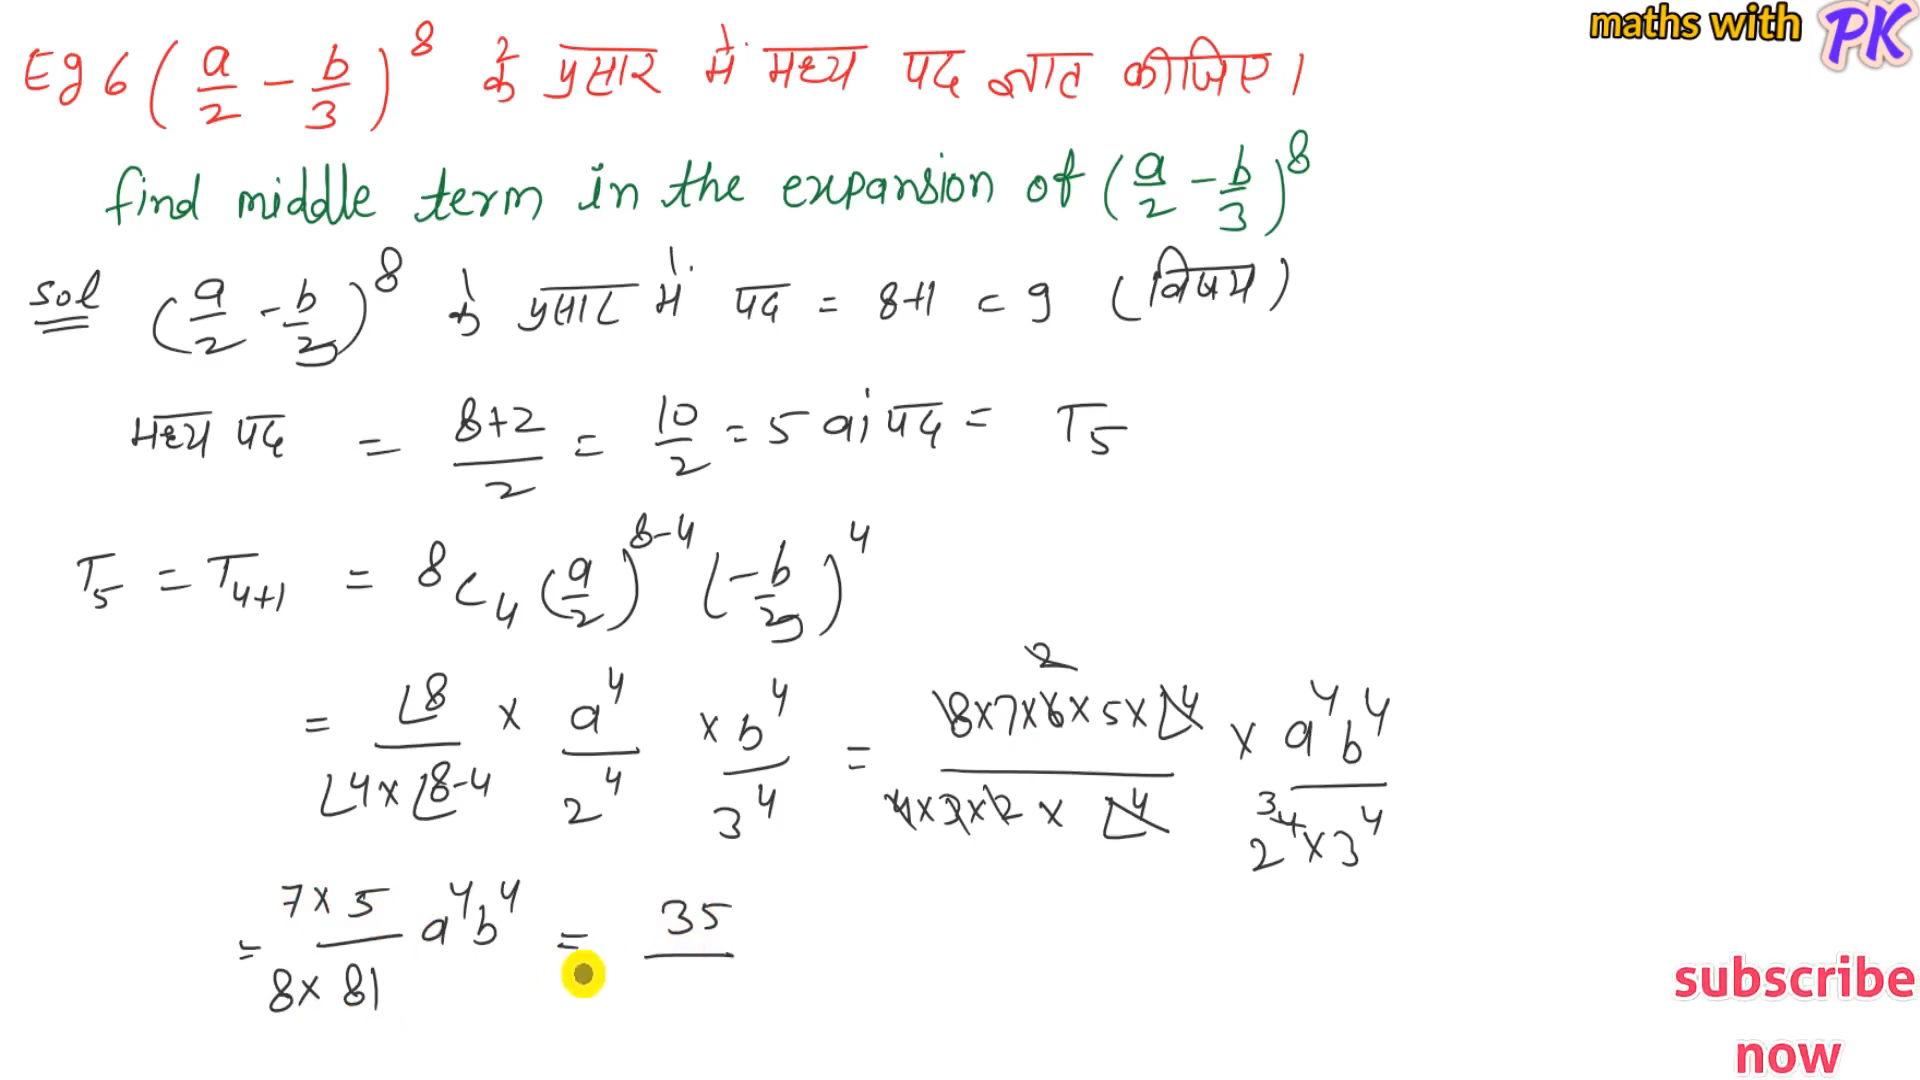 maths with PK
Eg 6 (a/2 - b/3)^8 के प्रसार में मध्य पद ज्ञात कीजिए।
find middle term in the expansion of (a/2 - b/3)^8
Sol (a/2 - b/3)^8 के प्रसार में पद = 8+1 = 9 (विषम)
मध्य पद = (8+2)/2 = 10/2 = 5 वां पद = T5
T5 = T4+1 = 8C4 (a/2)^8-4 (-b/3)^4
= ⌊8/(⌊4 × ⌊8-4) × a^4/2^4 × b^4/3^4 = (8×7×6×5×⌊4)/(4×3×2×⌊4) × a^4b^4/(2^4×3^4) 2 3
= (7×5)/(8×81) a^4b^4 = 35
subscribe
now